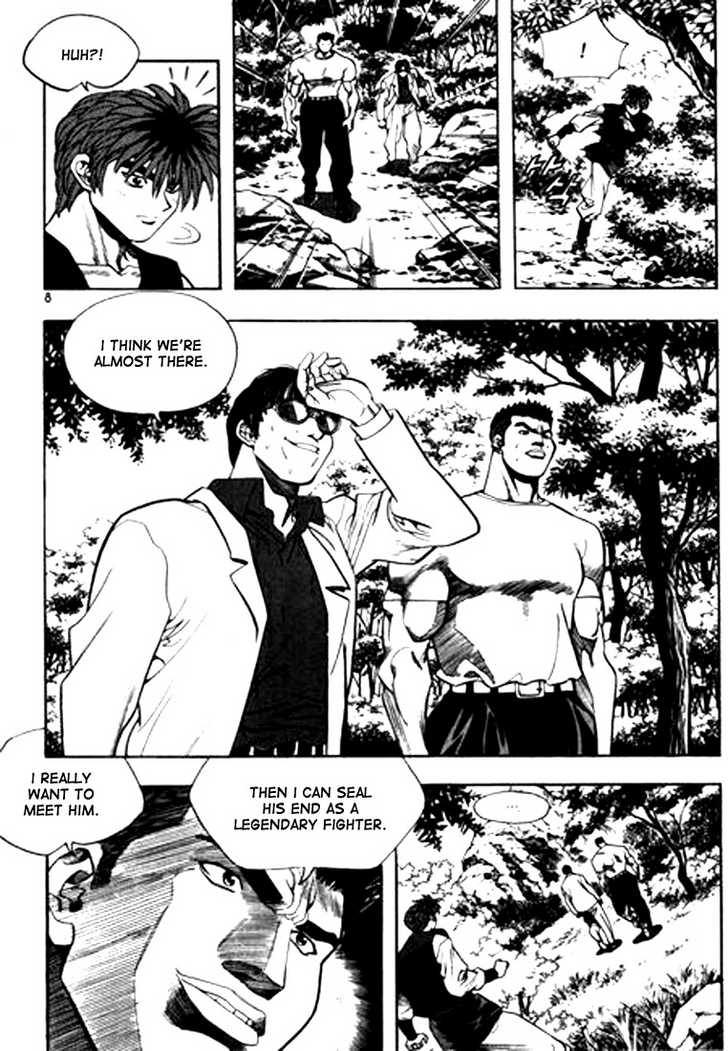 HUH?!
!
8
I THINK WE'RE
ALMOST THERE.
I REALLY
WANT TO
MEET HIM.
THEN I CAN SEAL
HIS END AS A
LEGENDARY FIGHTER.
...